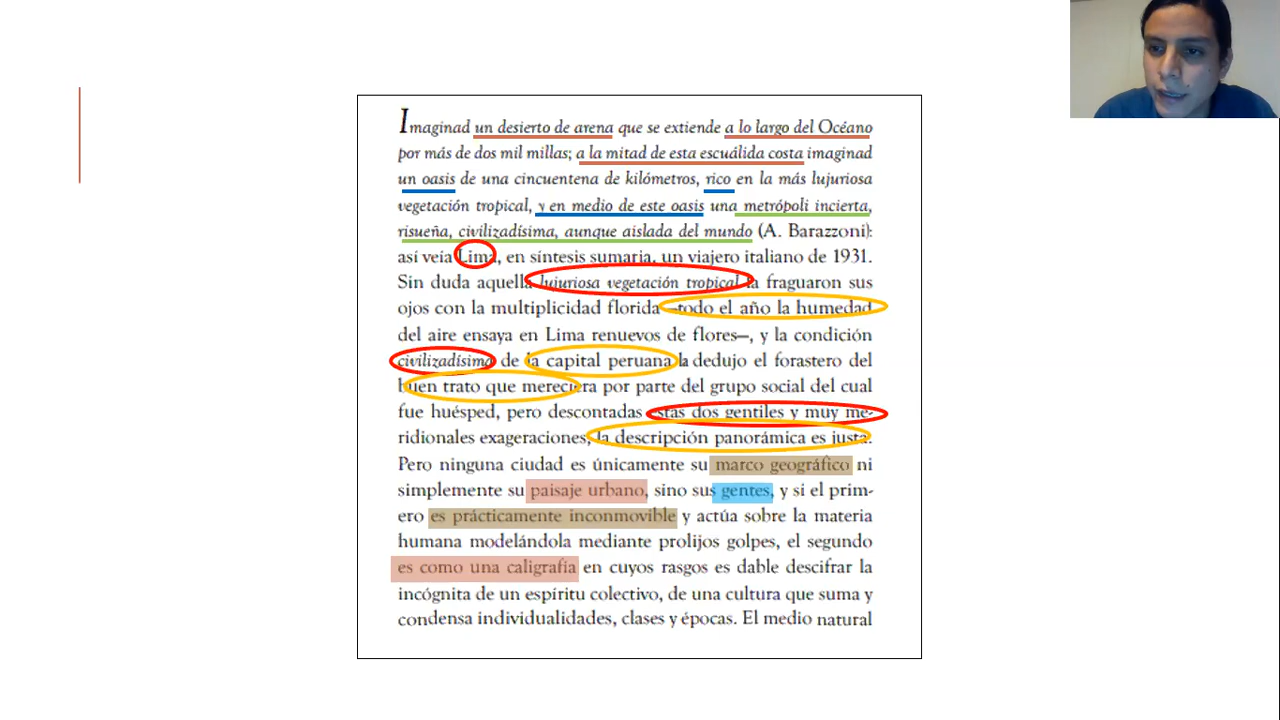 Imaginad un desierto de arena que se extiende a lo largo del Océano
por más de dos mil millas; a la mitad de esta escuálida costa imaginad
un oasis de una cincuentena de kilómetros, rico en la más lujuriosa
vegetación tropical, y en medio de este oasis una metrópoli incierta,
risueña, civilizadísima, aunque aislada del mundo (A. Barazzoni):
así veía Lima, en síntesis sumaria, un viajero italiano de 1931.
Sin duda aquella lujuriosa vegetación tropical la fraguaron sus
ojos con la multiplicidad florida —todo el año la humedad
del aire ensaya en Lima renuevos de flores—, y la condición
civilizadísima de la capital peruana la dedujo el forastero del
buen trato que mereciera por parte del grupo social del cual
fue huésped, pero descontadas estas dos gentiles y muy me-
ridionales exageraciones, la descripción panorámica es justa.
Pero ninguna ciudad es únicamente su marco geográfico ni
simplemente su paisaje urbano, sino sus gentes, y si el prim-
ero es prácticamente inconmovible y actúa sobre la materia
humana modelándola mediante prolijos golpes, el segundo
es como una caligrafía en cuyos rasgos es dable descifrar la
incógnita de un espíritu colectivo, de una cultura que suma y
condensa individualidades, clases y épocas. El medio natural